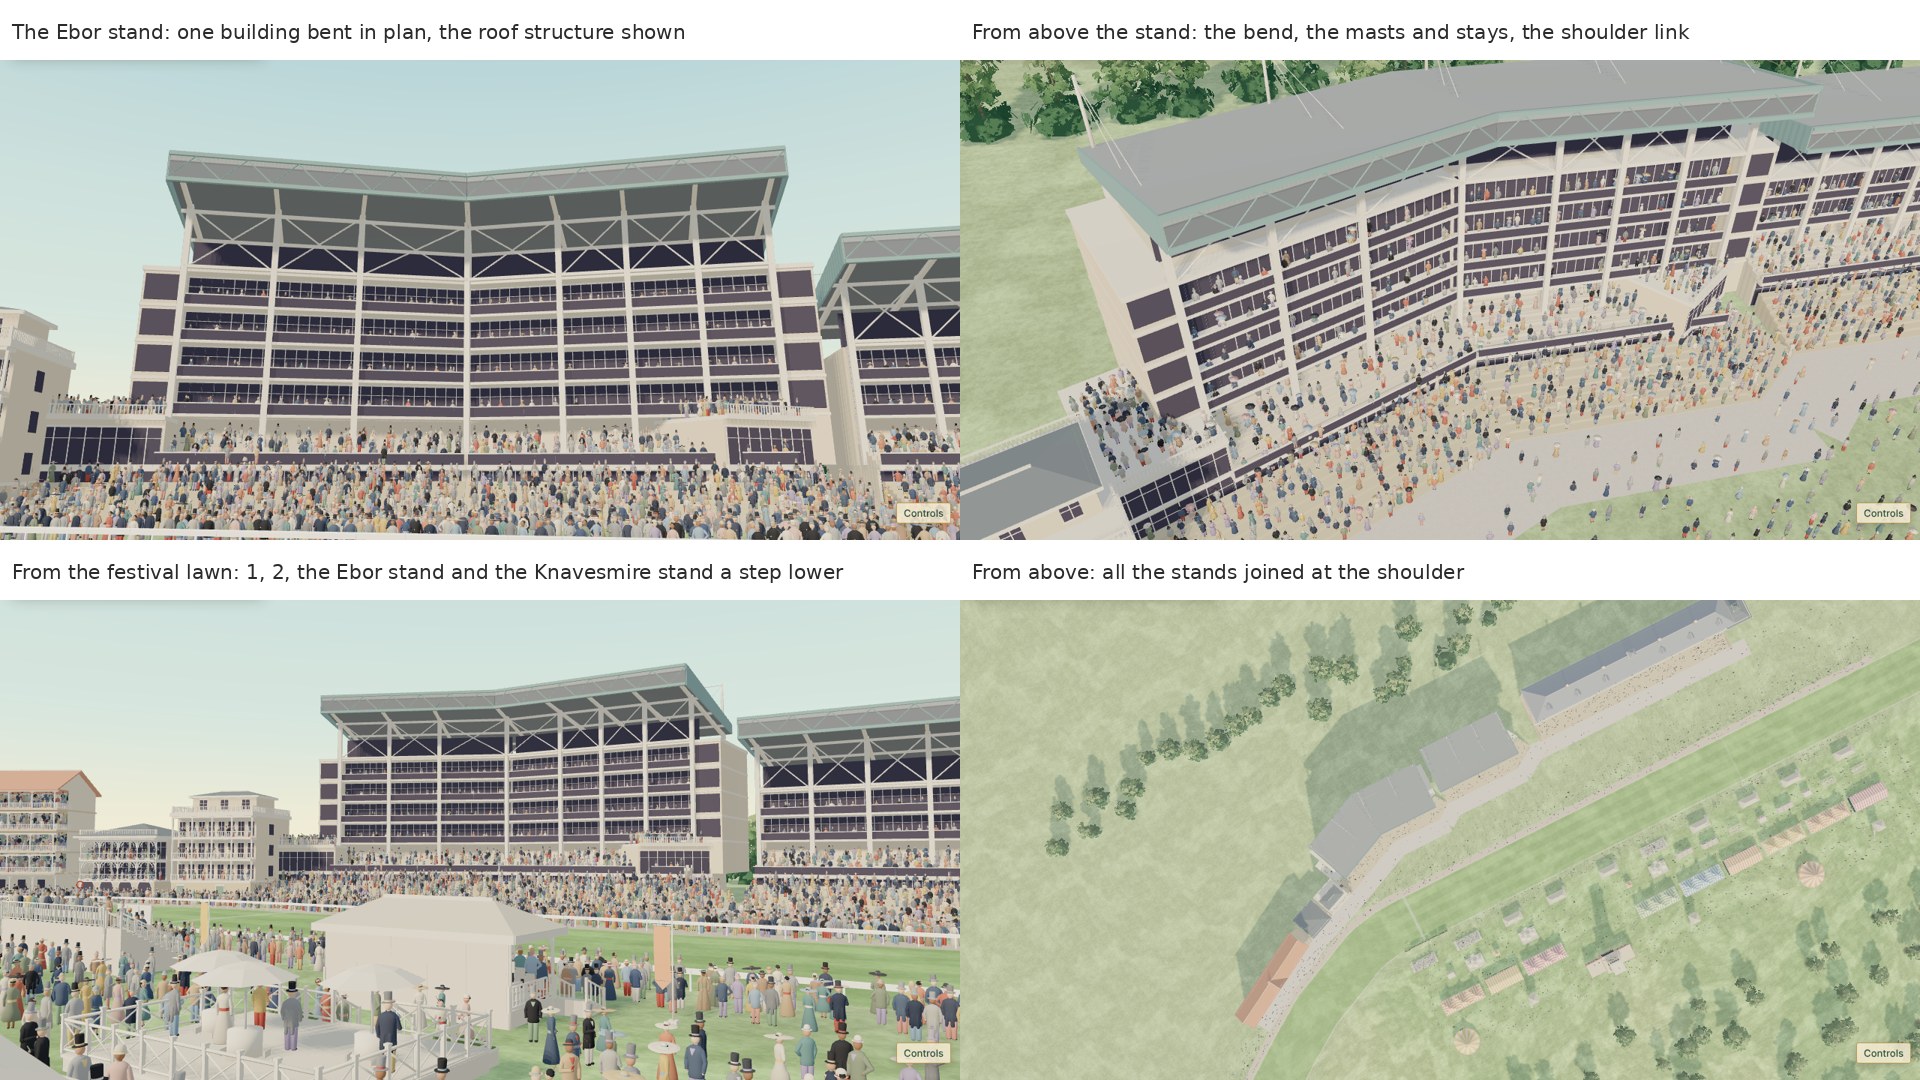 The Ebor stand: one building bent in plan, the roof structure shown
From above the stand: the bend, the masts and stays, the shoulder link
Controls
Controls
From the festival lawn: 1, 2, the Ebor stand and the Knavesmire stand a step lower
From above: all the stands joined at the shoulder
Controls
Controls